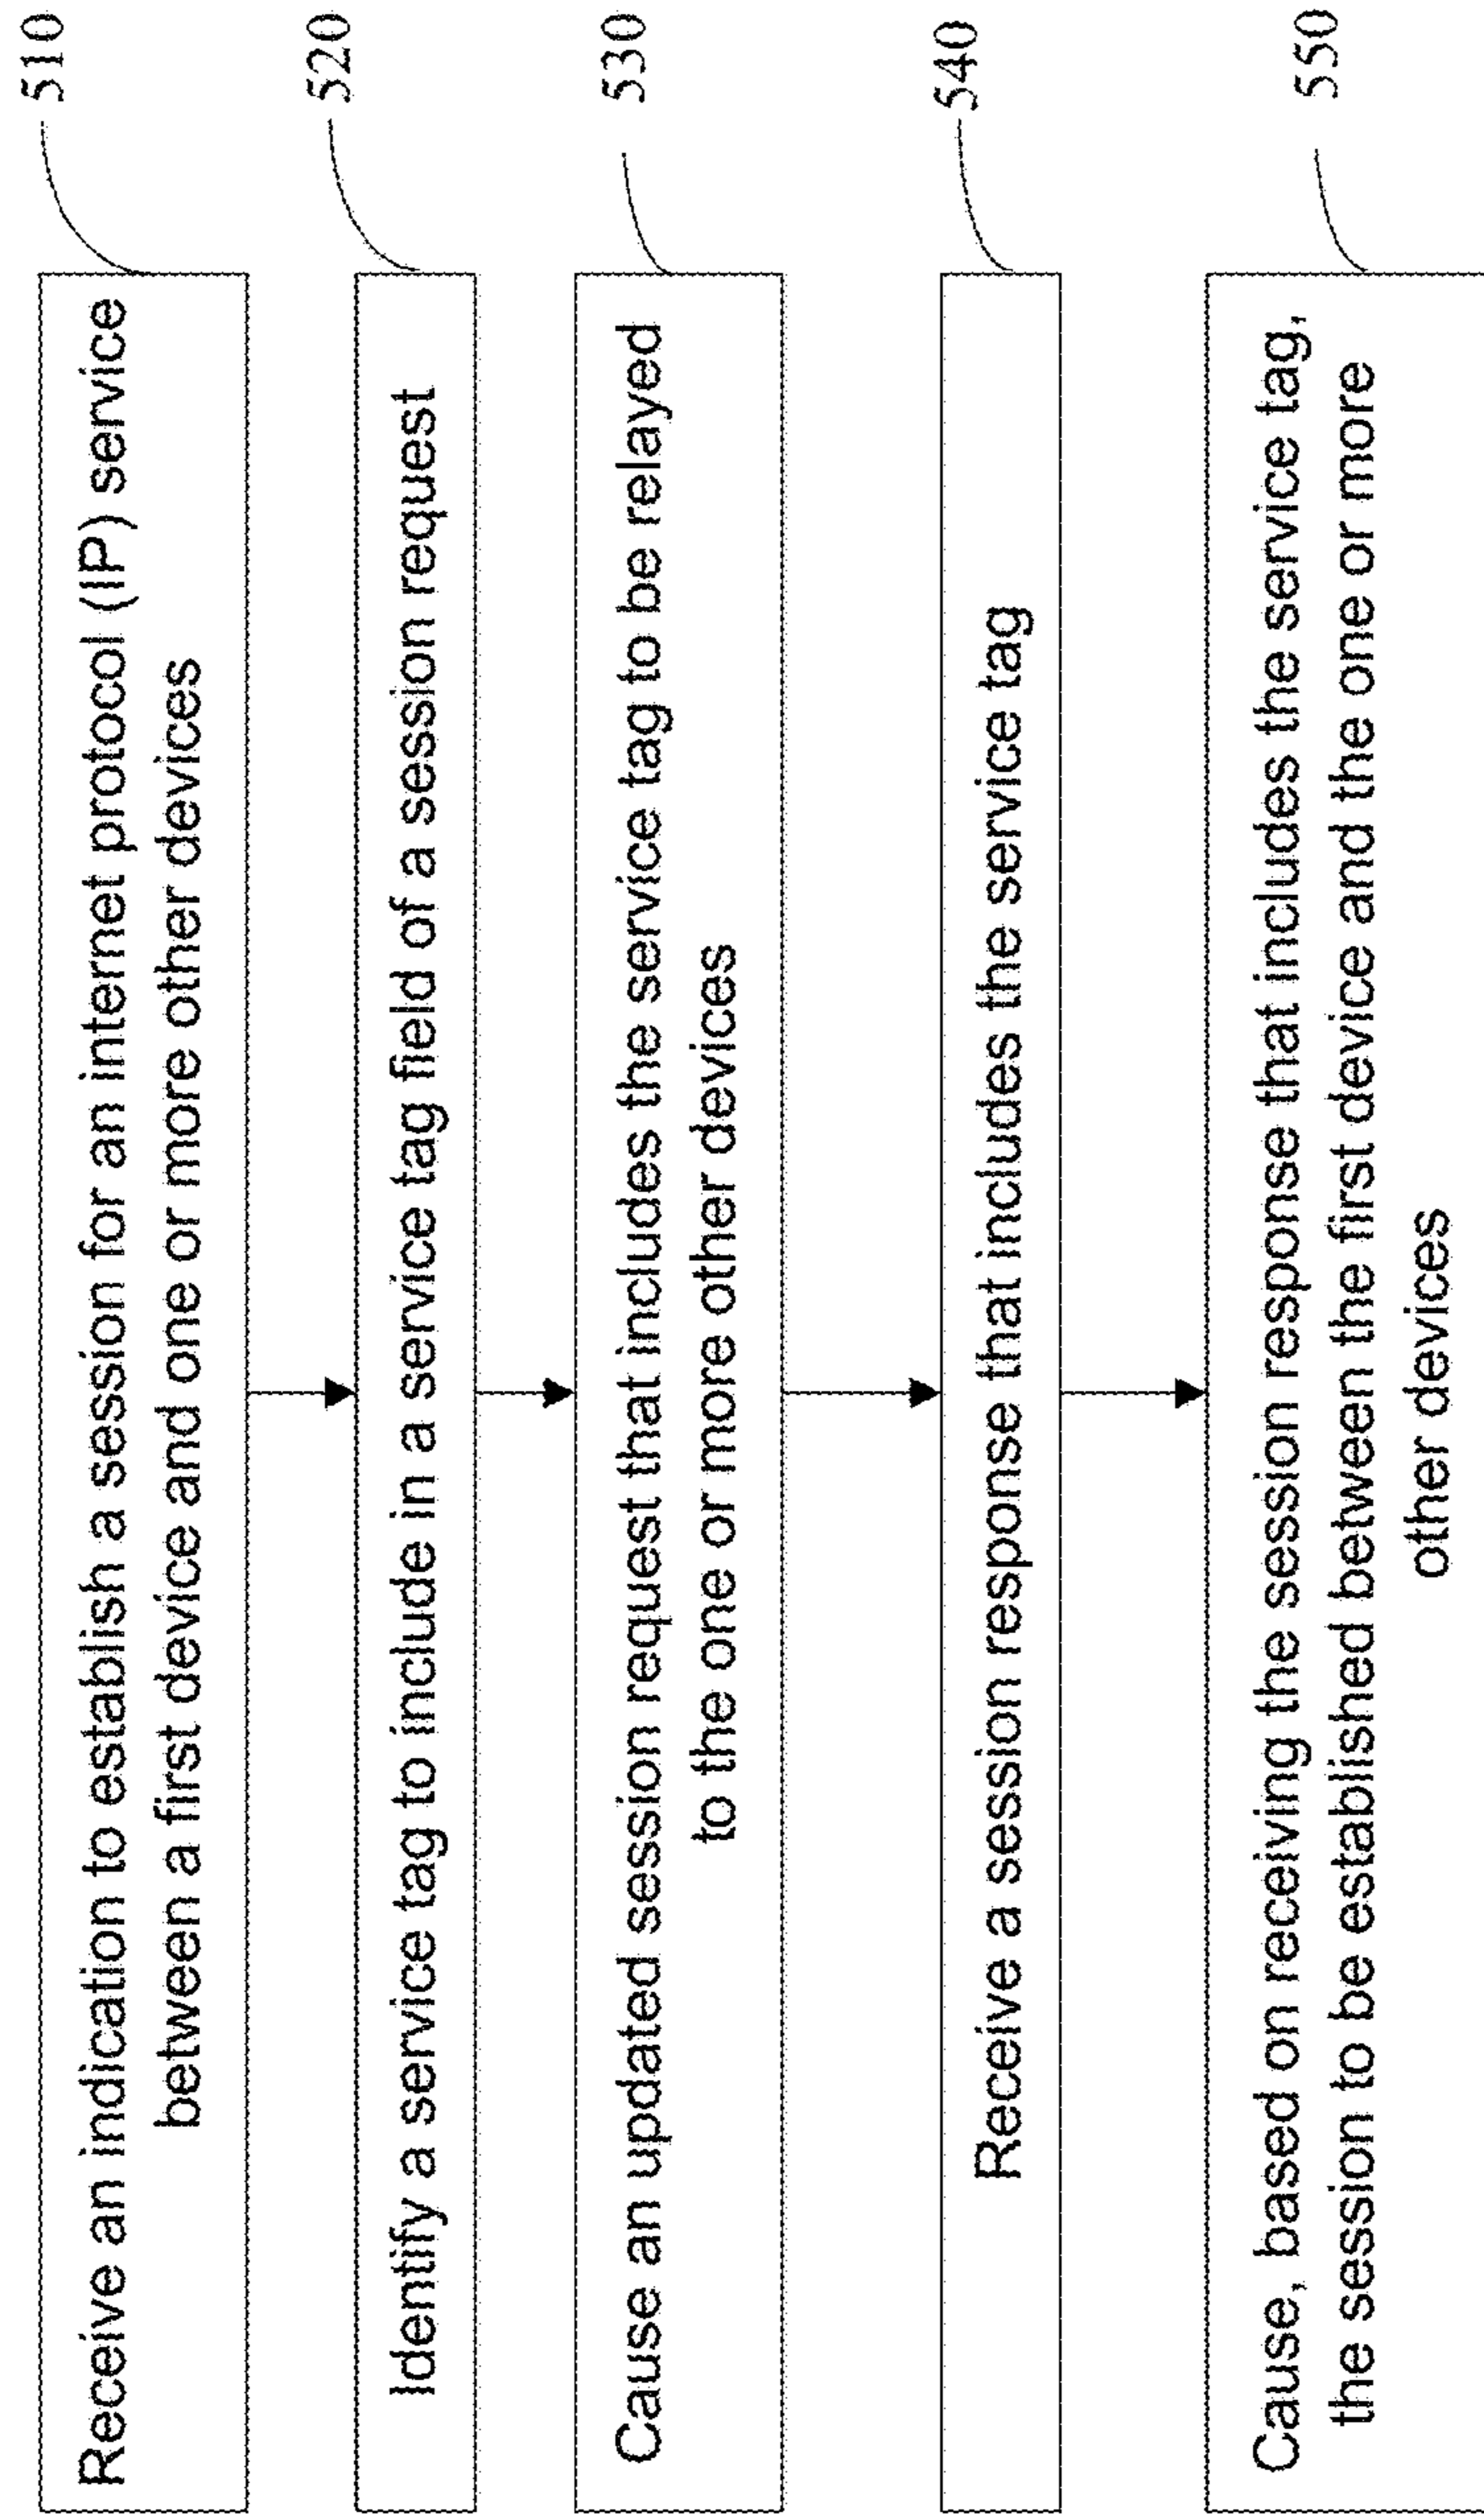 Receive an indication to establish a session for an internet protocol (IP) service
between a first device and one or more other devices
510
Identify a service tag to include in a service tag field of a session request
520
Cause an updated session request that includes the service tag to be relayed
to the one or more other devices
530
Receive a session response that includes the service tag
540
Cause, based on receiving the session response that includes the service tag,
the session to be established between the first device and the one or more
other devices
550